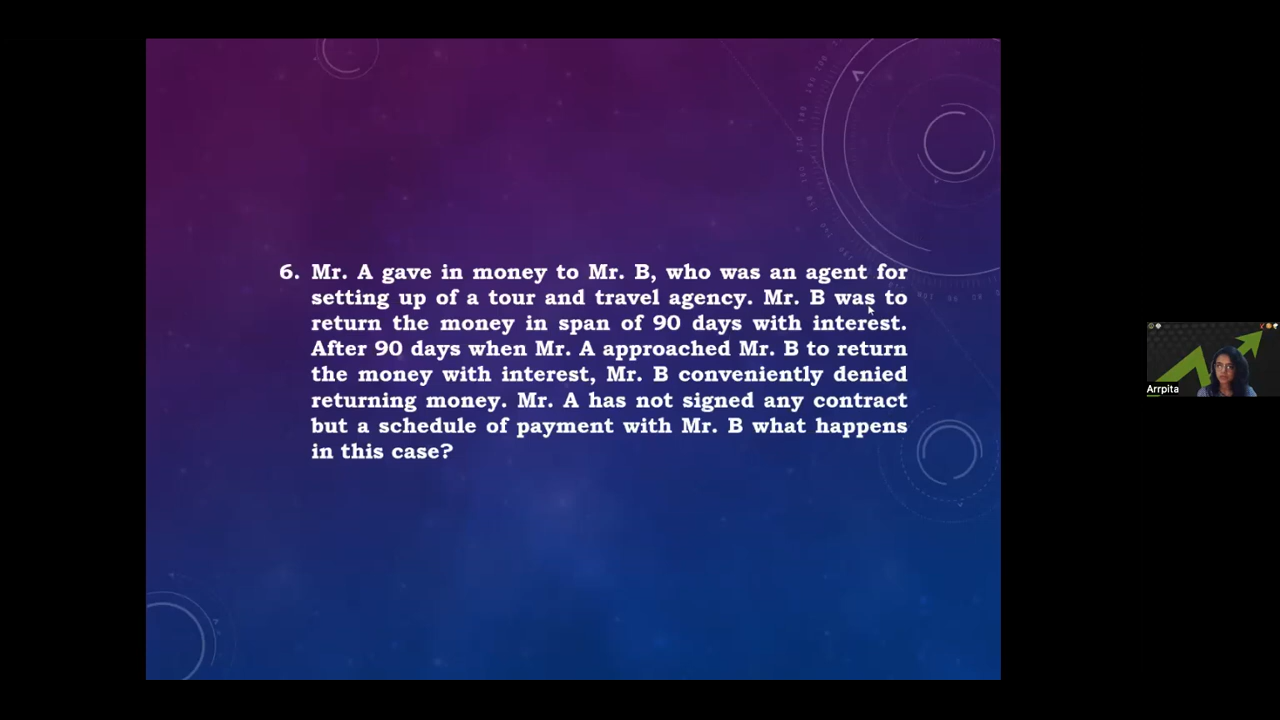 6. Mr. A gave in money to Mr. B, who was an agent for
setting up of a tour and travel agency. Mr. B was to
return the money in span of 90 days with interest.
After 90 days when Mr. A approached Mr. B to return
the money with interest, Mr. B conveniently denied
returning money. Mr. A has not signed any contract
but a schedule of payment with Mr. B what happens
in this case?
Arrpita